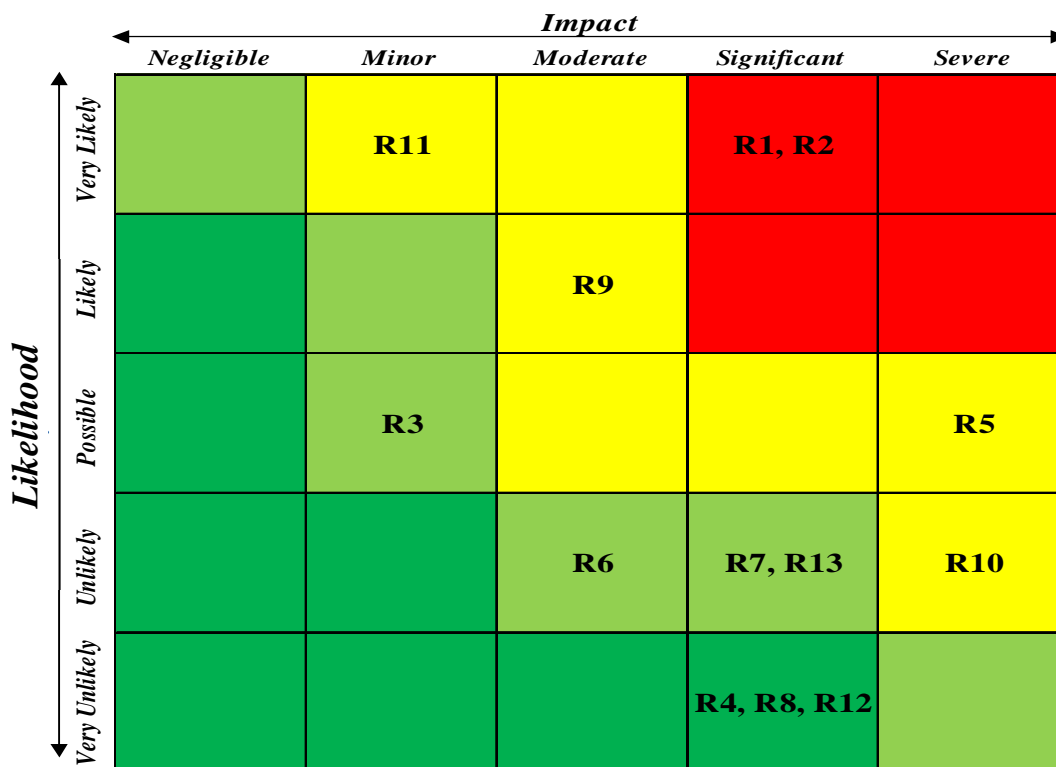 Impact
Negligible Minor Moderate Significant Severe
Likelihood
Very Likely
R11
R1, R2
Likely
R9
Possible
R3
R5
Unlikely
R6
R7, R13
R10
Very Unlikely
R4, R8, R12